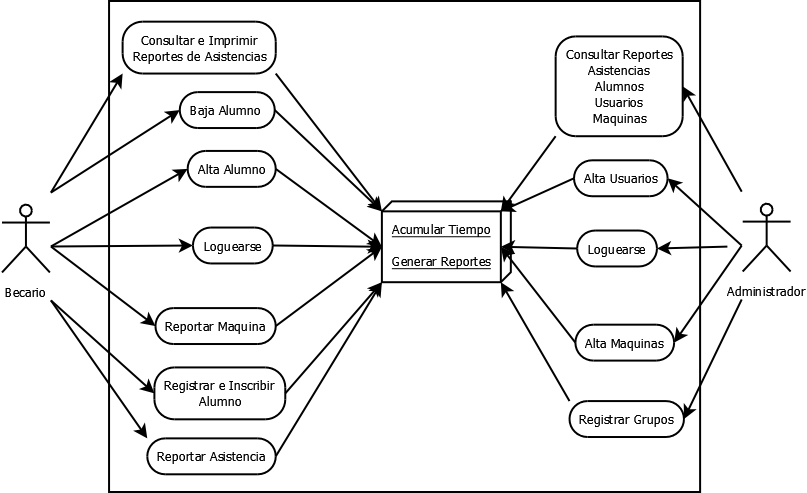 Consultar e Imprimir
Reportes de Asistencias
Baja Alumno
Alta Alumno
Loguearse
Reportar Maquina
Registrar e Inscribir
Alumno
Reportar Asistencia
Becario
Acumular Tiempo
Generar Reportes
Consultar Reportes
Asistencias
Alumnos
Usuarios
Maquinas
Alta Usuarios
Loguearse
Alta Maquinas
Registrar Grupos
Administrador